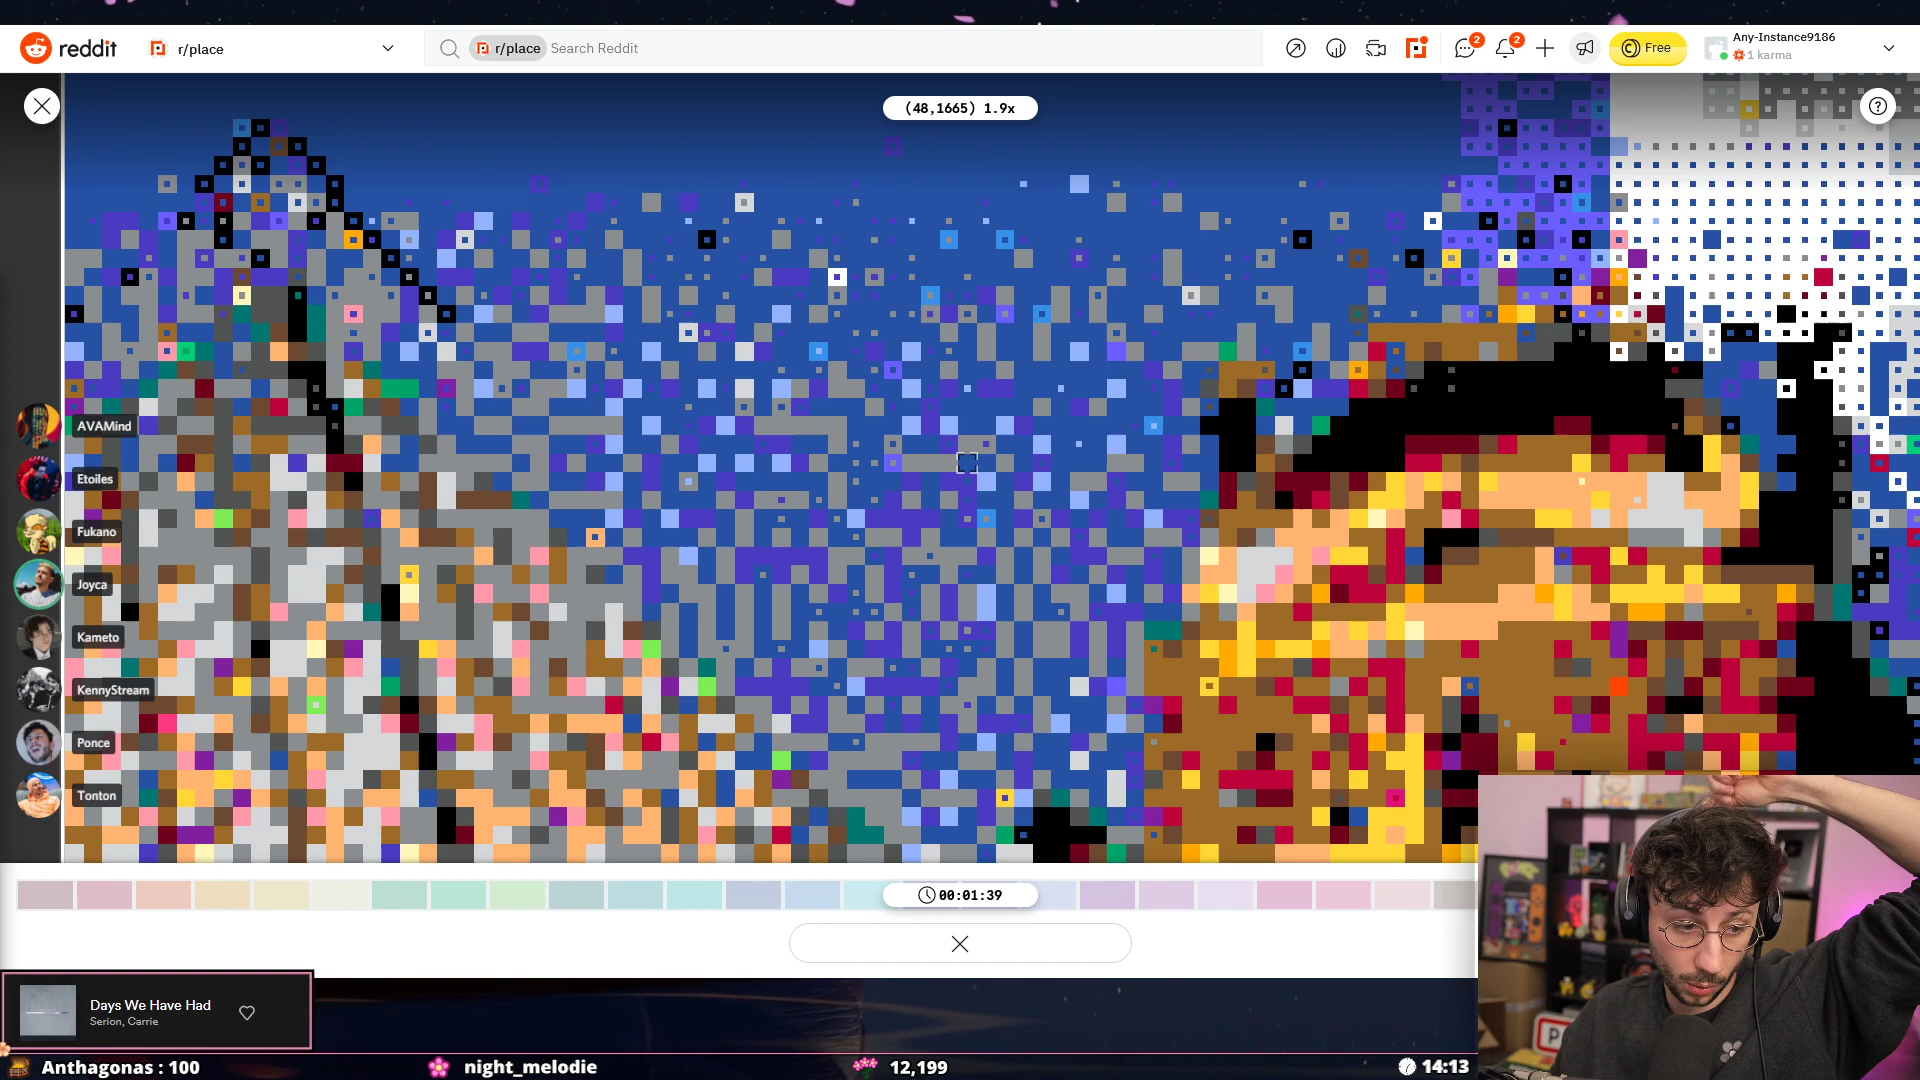 reddit
r/place
r/place Search Reddit
2
2
Free
Any-Instance9186
1 karma
(48,1665) 1.9x
AVAMind
Etoiles
Fukano
Joyca
Kameto
KennyStream
Ponce
Tonton
00:01:39
Days We Have Had
Serion, Carrie
Anthagonas : 100
night_melodie
12,199
14:13